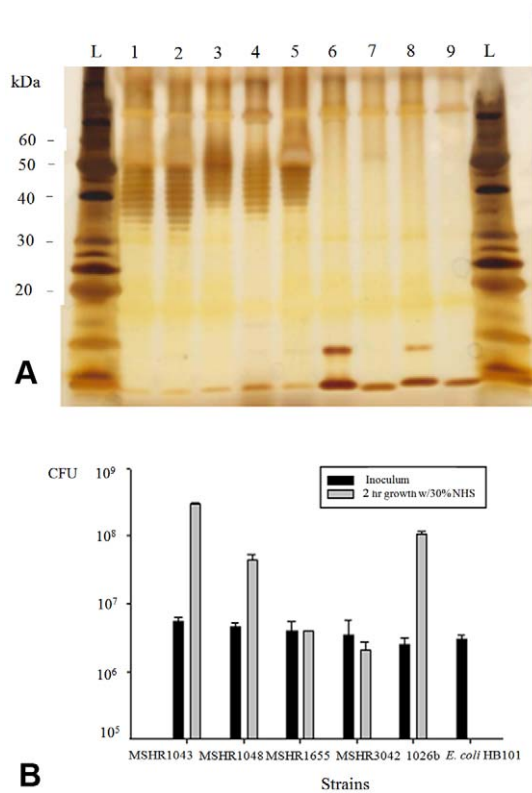 L 1 2 3 4 5 6 7 8 9 L
kDa
60
50
40
30
20
A
CFU
10⁹
10⁸
10⁷
10⁶
10⁵
Inoculum
2 hr growth w/30%NHS
MSHR1043 MSHR1048 MSHR1655 MSHR3042 1026b E. coli HB101
Strains
B